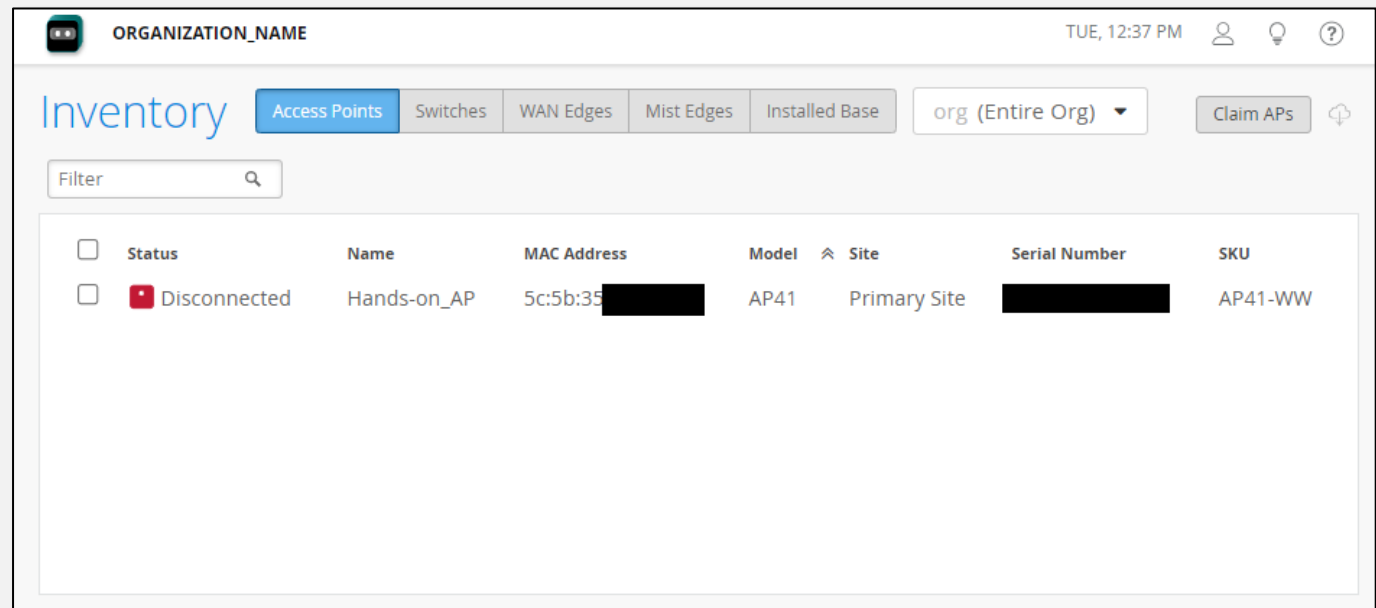 ORGANIZATION_NAME TUE, 12:37 PM ?
Inventory Access Points Switches WAN Edges Mist Edges Installed Base org (Entire Org) Claim APs
Filter
Status Name MAC Address Model Site Serial Number SKU
Disconnected Hands-on_AP 5c:5b:35 AP41 Primary Site AP41-WW